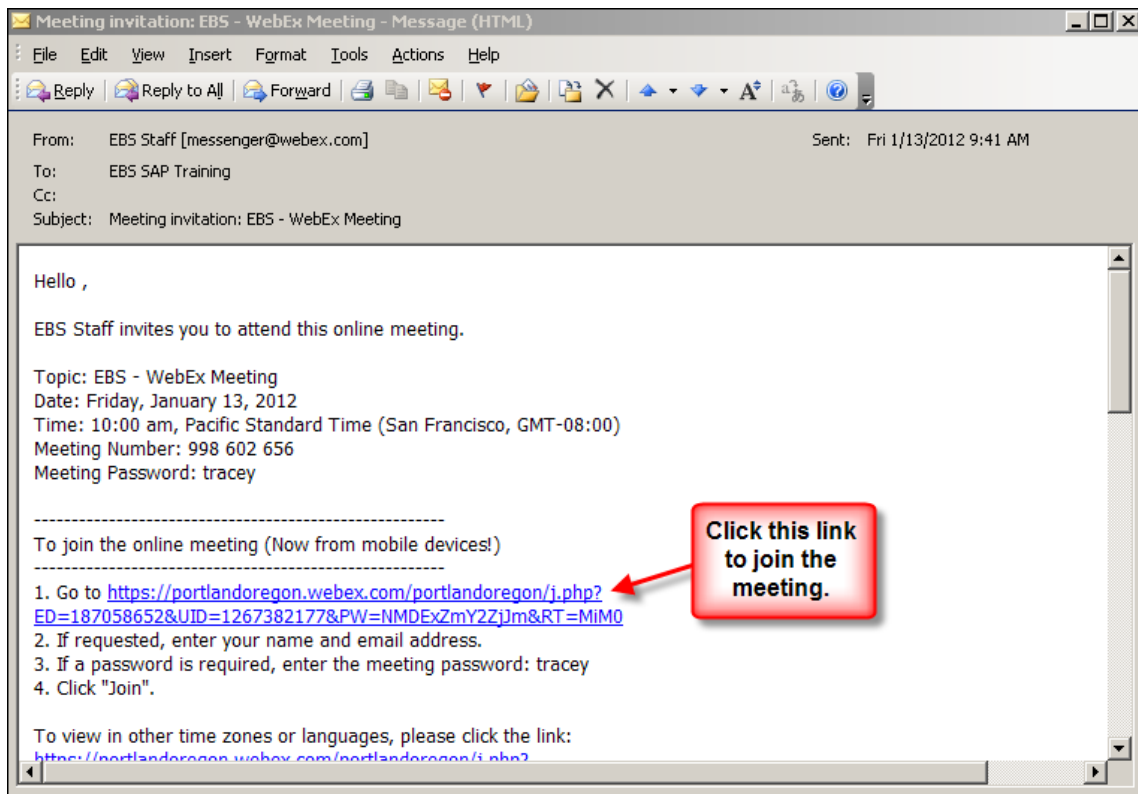 Meeting invitation: EBS - WebEx Meeting - Message (HTML)
File Edit View Insert Format Tools Actions Help
Reply Reply to All Forward
From: EBS Staff [messenger@webex.com] Sent: Fri 1/13/2012 9:41 AM
To: EBS SAP Training
Cc:
Subject: Meeting invitation: EBS - WebEx Meeting
Hello ,
EBS Staff invites you to attend this online meeting.
Topic: EBS - WebEx Meeting
Date: Friday, January 13, 2012
Time: 10:00 am, Pacific Standard Time (San Francisco, GMT-08:00)
Meeting Number: 998 602 656
Meeting Password: tracey
-------------------------------------------------------
To join the online meeting (Now from mobile devices!)
-------------------------------------------------------
1. Go to https://portlandoregon.webex.com/portlandoregon/j.php?
ED=187058652&UID=1267382177&PW=NMDExZmY2ZjJm&RT=MiM0
2. If requested, enter your name and email address.
3. If a password is required, enter the meeting password: tracey
4. Click "Join".
Click this link
to join the
meeting.
To view in other time zones or languages, please click the link:
https://portlandoregon.webex.com/portlandoregon/j.php?